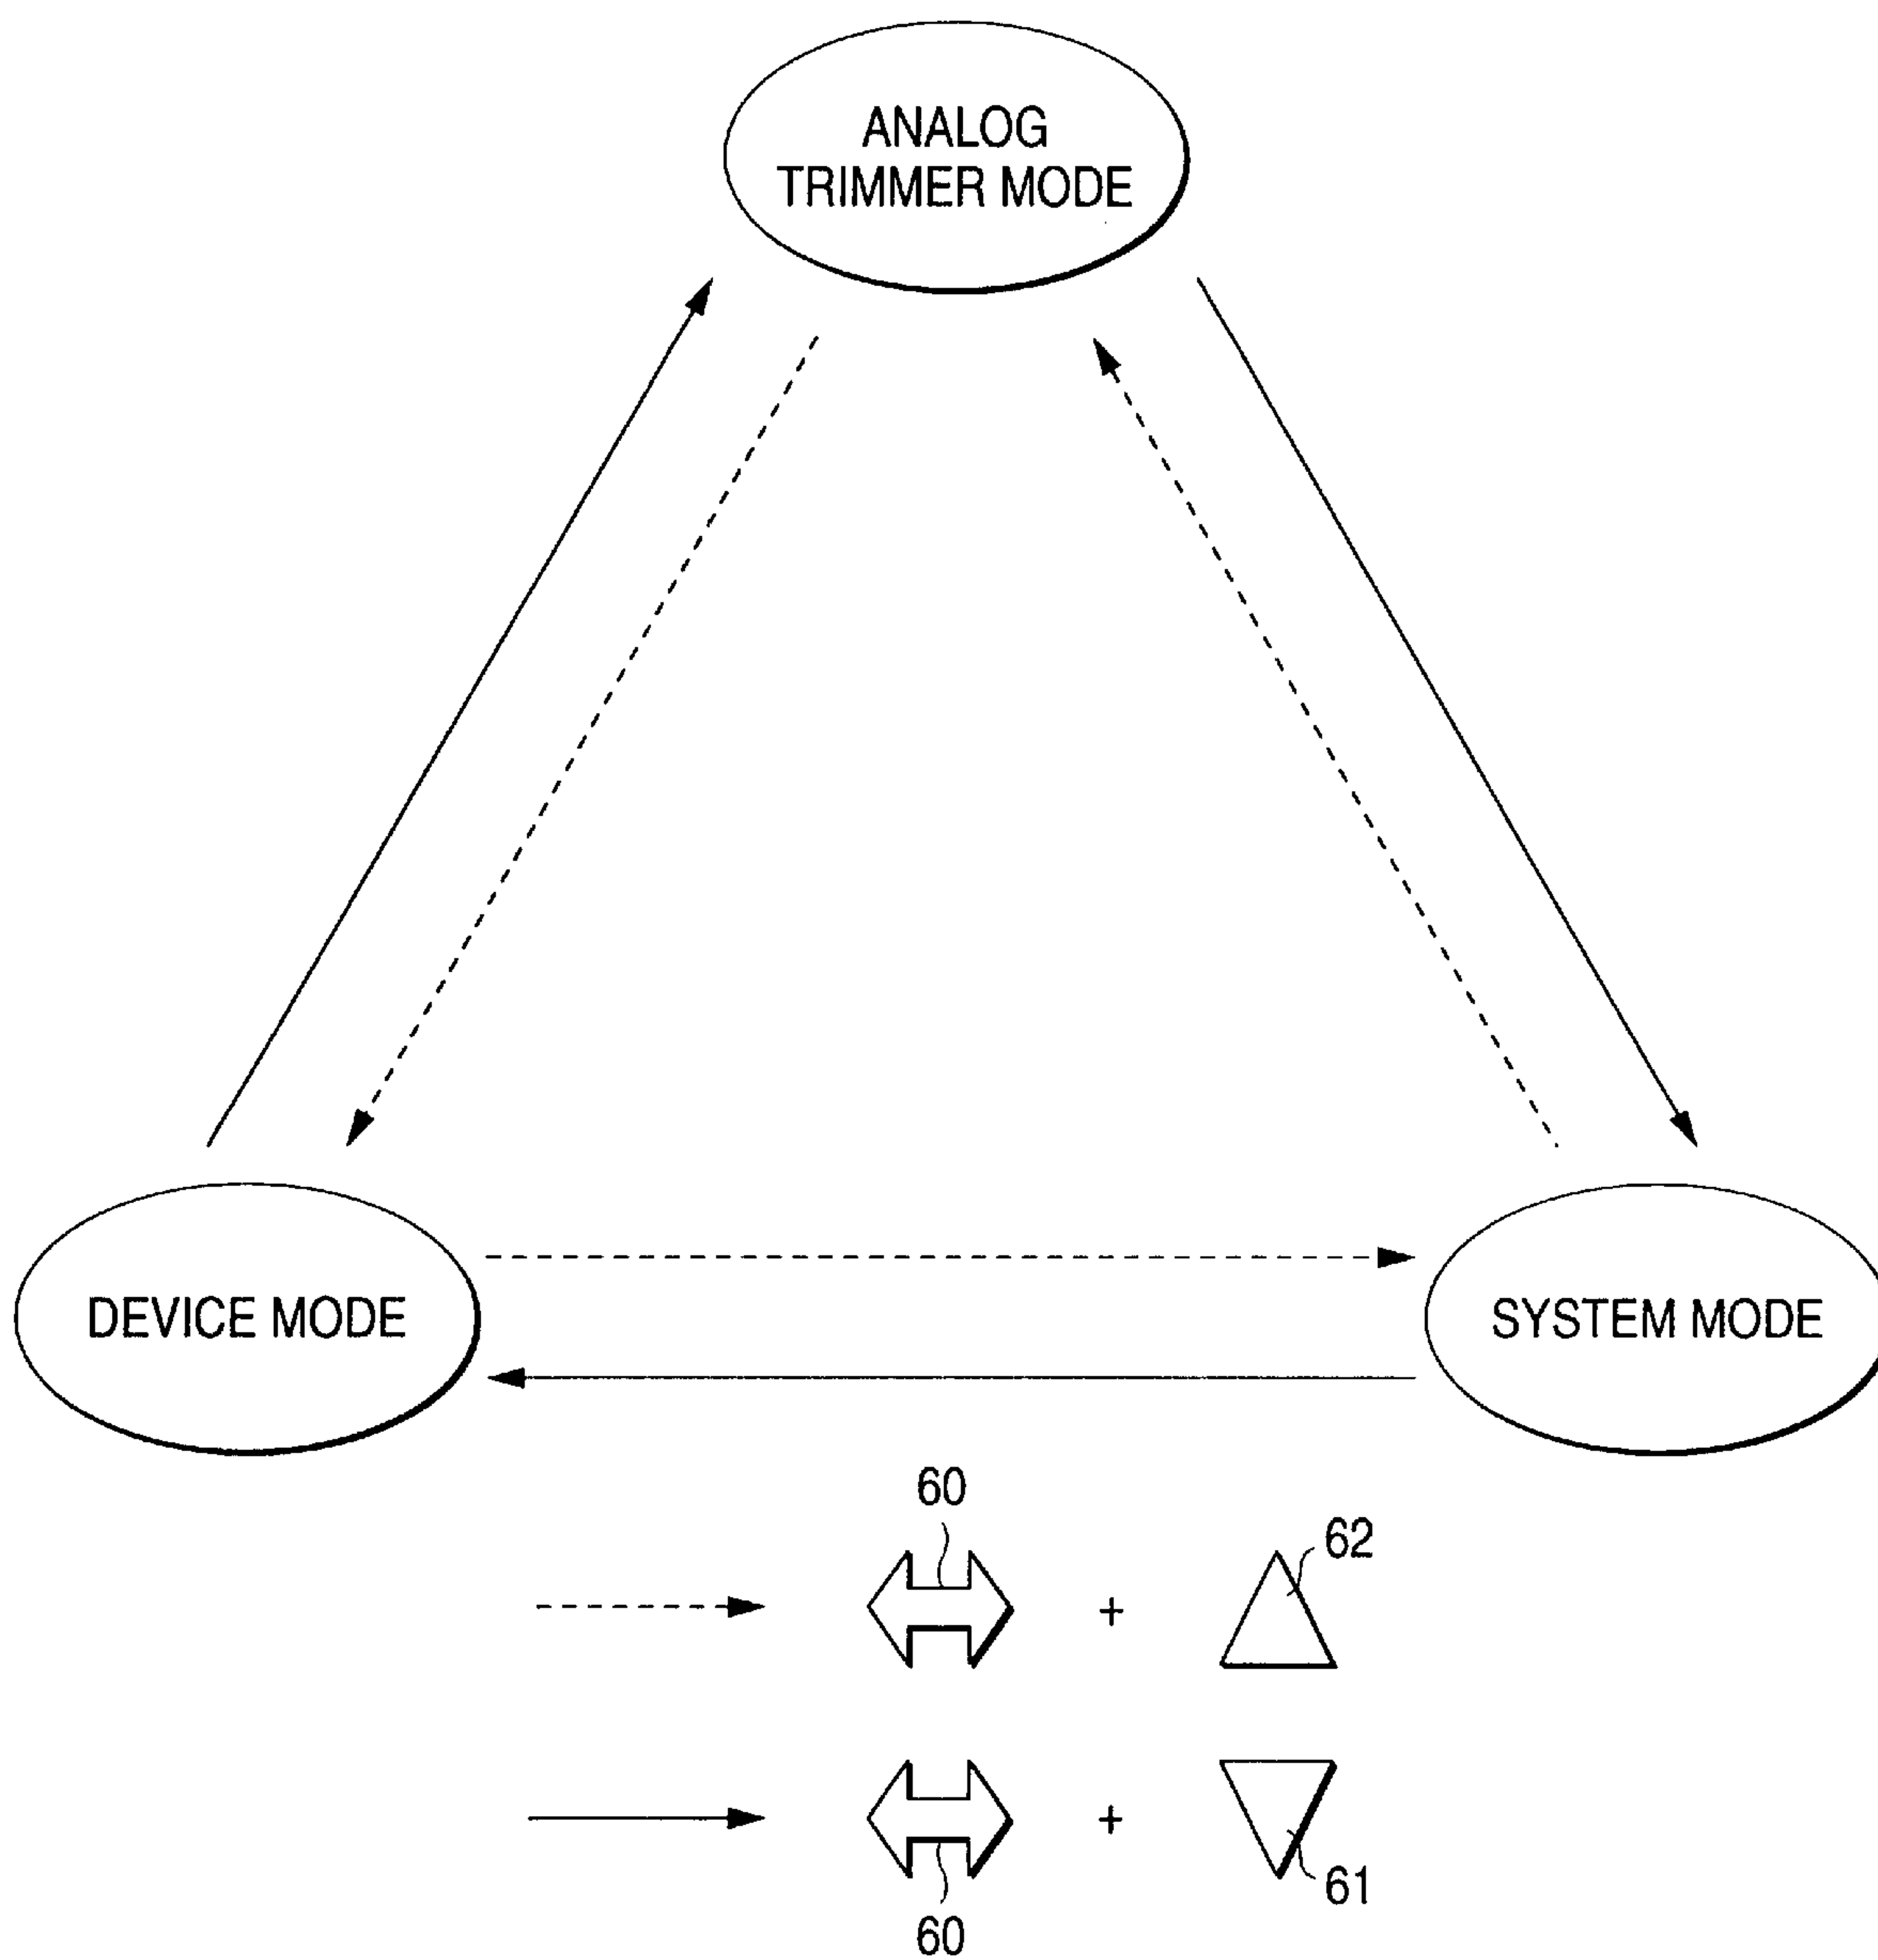 ANALOG
TRIMMER MODE
DEVICE MODE
SYSTEM MODE
60
62
+
+
61
60